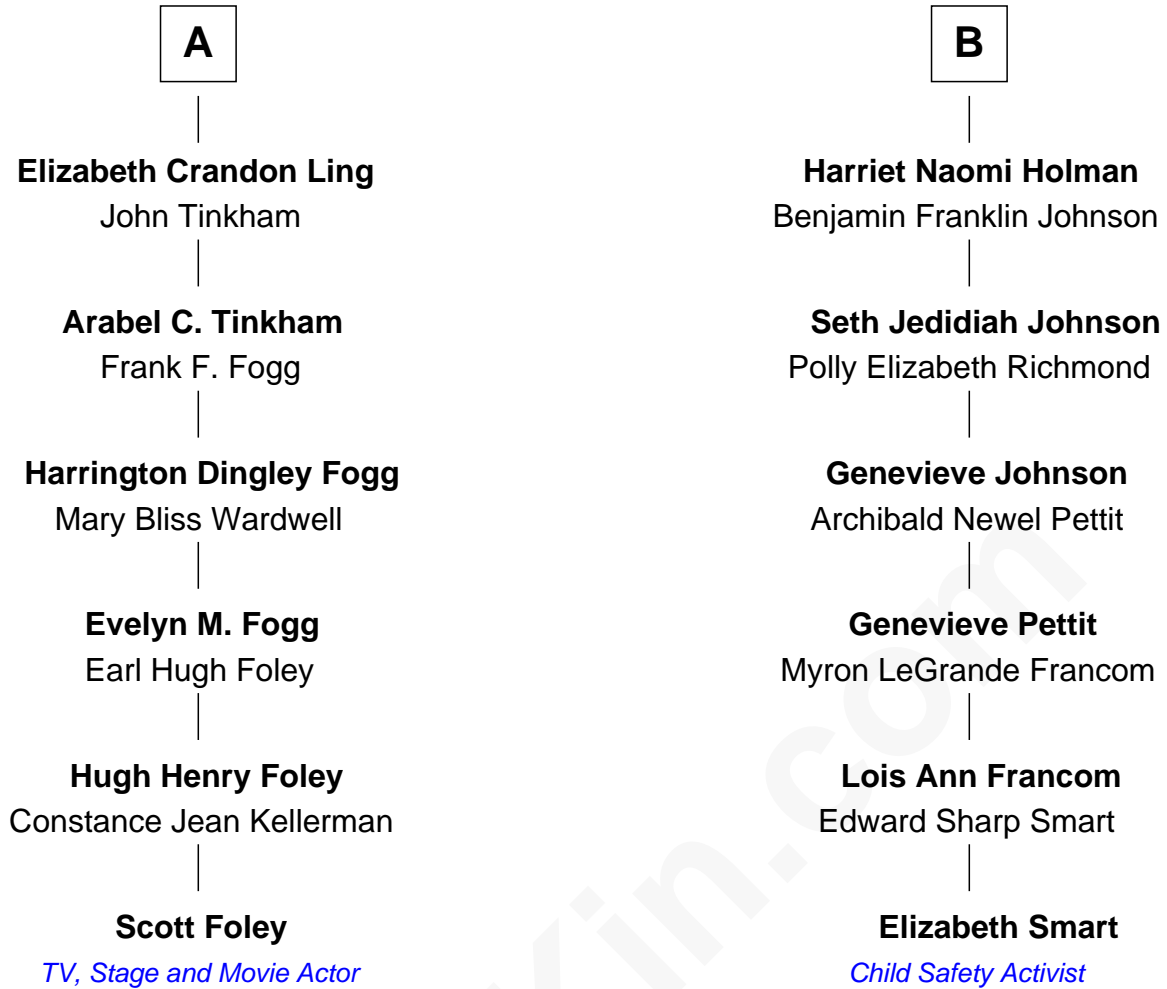 A
Elizabeth Crandon Ling
John Tinkham
Arabel C. Tinkham
Frank F. Fogg
Harrington Dingley Fogg
Mary Bliss Wardwell
Evelyn M. Fogg
Earl Hugh Foley
Hugh Henry Foley
Constance Jean Kellerman
Scott Foley
TV, Stage and Movie Actor
B
Harriet Naomi Holman
Benjamin Franklin Johnson
Seth Jedidiah Johnson
Polly Elizabeth Richmond
Genevieve Johnson
Archibald Newel Pettit
Genevieve Pettit
Myron LeGrande Francom
Lois Ann Francom
Edward Sharp Smart
Elizabeth Smart
Child Safety Activist